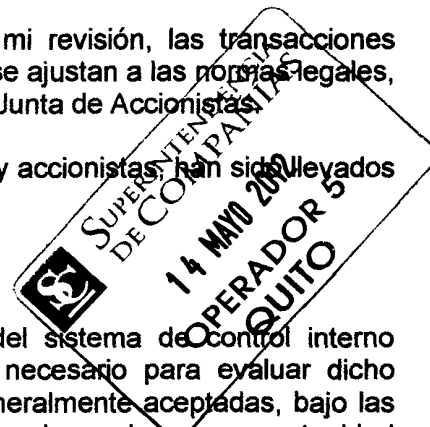 mi revisión, las transacciones
se ajustan a las normas legales,
Junta de Accionistas.
y accionistas, han sido llevados
SUPERINTENDENCIA
DE COMPAÑÍAS
14 MAYO 2012
OPERADOR 5
QUITO
del sistema de control interno
necesario para evaluar dicho
neralmente aceptadas, bajo las